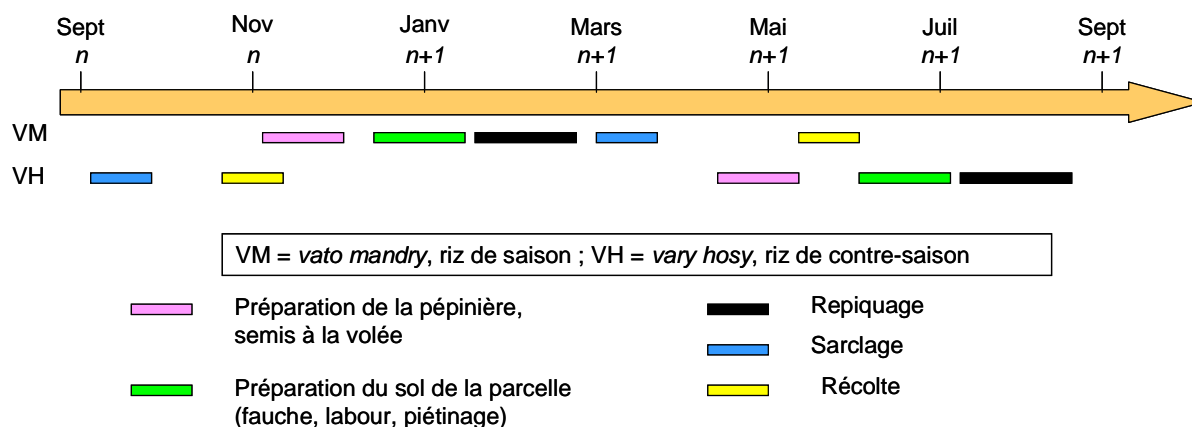 Sept Nov Janv Mars Mai Juil Sept
n n n+1 n+1 n+1 n+1 n+1
VM
VH
VM = vato mandry, riz de saison ; VH = vary hosy, riz de contre-saison
Préparation de la pépinière,
semis à la volée
Préparation du sol de la parcelle
(fauche, labour, piétinage)
Repiquage
Sarclage
Récolte